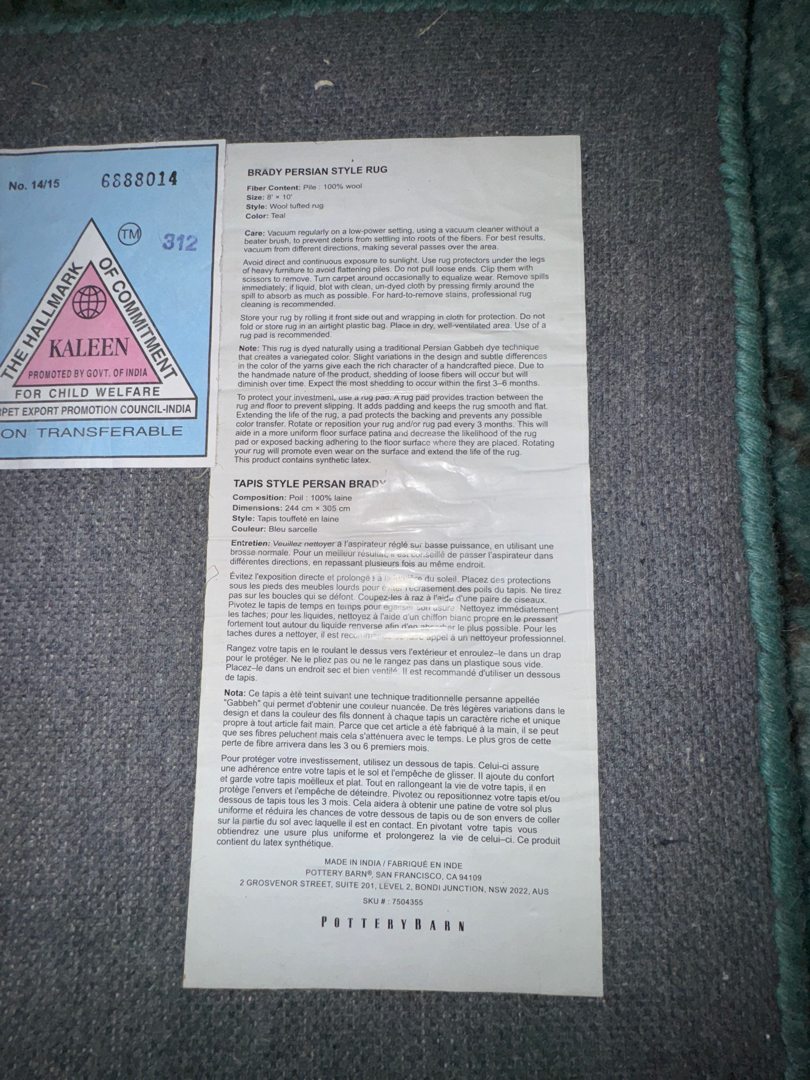 No. 14/15 6888014
TM
312
THE HALLMARK OF COMMITMENT
KALEEN
PROMOTED BY GOVT. OF INDIA
FOR CHILD WELFARE
PET EXPORT PROMOTION COUNCIL-INDIA
ON TRANSFERABLE
BRADY PERSIAN STYLE RUG
Fiber Content: Pile : 100% wool
Size: 8' × 10'
Style: Wool tufted rug
Color: Teal
Care: Vacuum regularly on a low-power setting, using a vacuum cleaner without a
beater brush, to prevent debris from settling into roots of the fibers. For best results,
vacuum from different directions, making several passes over the area.
Avoid direct and continuous exposure to sunlight. Use rug protectors under the legs
of heavy furniture to avoid flattening piles. Do not pull loose ends. Clip them with
scissors to remove. Turn carpet around occasionally to equalize wear. Remove spills
immediately; if liquid, blot with clean, un-dyed cloth by pressing firmly around the
spill to absorb as much as possible. For hard-to-remove stains, professional rug
cleaning is recommended.
Store your rug by rolling it front side out and wrapping in cloth for protection. Do not
fold or store rug in an airtight plastic bag. Place in dry, well-ventilated area. Use of a
rug pad is recommended.
Note: This rug is dyed naturally using a traditional Persian Gabbeh dye technique
that creates a variegated color. Slight variations in the design and subtle differences
in the color of the yarns give each the rich character of a handcrafted piece. Due to
the handmade nature of the product, shedding of loose fibers will occur but will
diminish over time. Expect the most shedding to occur within the first 3–6 months.
To protect your investment, use a rug pad. A rug pad provides traction between the
rug and floor to prevent slipping. It adds padding and keeps the rug smooth and flat.
Extending the life of the rug, a pad protects the backing and prevents any possible
color transfer. Rotate or reposition your rug and/or rug pad every 3 months. This will
aide in a more uniform floor surface patina and decrease the likelihood of the rug
pad or exposed backing adhering to the floor surface where they are placed. Rotating
your rug will promote even wear on the surface and extend the life of the rug.
This product contains synthetic latex.
TAPIS STYLE PERSAN BRADY
Composition: Poil : 100% laine
Dimensions: 244 cm × 305 cm
Style: Tapis touffeté en laine
Couleur: Bleu sarcelle
Entretien: Veuillez nettoyer à l'aspirateur réglé sur basse puissance, en utilisant une
brosse normale. Pour un meilleur résultat, il est conseillé de passer l'aspirateur dans
différentes directions, en repassant plusieurs fois au même endroit.
Évitez l'exposition directe et prolongé du soleil. Placez des protections
sous les pieds des meubles lourds pour l'écrasement des poils du tapis. Ne tirez
pas sur les boucles qui se défont. Coupez-les à raz à l'aide d'une paire de ciseaux.
Pivotez le tapis de temps en temps pour égaliser son usure. Nettoyez immédiatement
les taches; pour les liquides, nettoyez à l'aide d'un chiffon blanc propre en le pressant
fortement tout autour du liquide renversé afin d'en le plus possible. Pour les
taches dures a nettoyer, il est appel à un nettoyeur professionnel.
Rangez votre tapis en le roulant le dessus vers l'extérieur et enroulez–le dans un drap
pour le protéger. Ne le pliez pas ou ne le rangez pas dans un plastique sous vide.
Placez–le dans un endroit sec et bien ventilé. Il est recommandé d'utiliser un dessous
de tapis.
Nota: Ce tapis a été teint suivant une technique traditionnelle persanne appellée
"Gabbeh" qui permet d'obtenir une couleur nuancée. De très légères variations dans le
design et dans la couleur des fils donnent à chaque tapis un caractère riche et unique
propre à tout article fait main. Parce que cet article a été fabriqué à la main, il se peut
que ses fibres peluchent mais cela s'atténuera avec le temps. Le plus gros de cette
perte de fibre arrivera dans les 3 ou 6 premiers mois.
Pour protéger votre investissement, utilisez un dessous de tapis. Celui-ci assure
une adhérence entre votre tapis et le sol et l'empêche de glisser. Il ajoute du confort
et garde votre tapis moëlleux et plat. Tout en rallongeant la vie de votre tapis, il en
protège l'envers et l'empêche de déteindre. Pivotez ou repositionnez votre tapis et/ou
dessous de tapis tous les 3 mois. Cela aidera à obtenir une patine de votre sol plus
uniforme et réduira les chances de votre dessous de tapis ou de son envers de coller
sur la partie du sol avec laquelle il est en contact. En pivotant votre tapis vous
obtiendrez une usure plus uniforme et prolongerez la vie de celui–ci. Ce produit
contient du latex synthétique.
MADE IN INDIA / FABRIQUÉ EN INDE
POTTERY BARN®, SAN FRANCISCO, CA 94109
2 GROSVENOR STREET, SUITE 201, LEVEL 2, BONDI JUNCTION, NSW 2022, AUS
SKU # : 7504355
POTTERYBARN